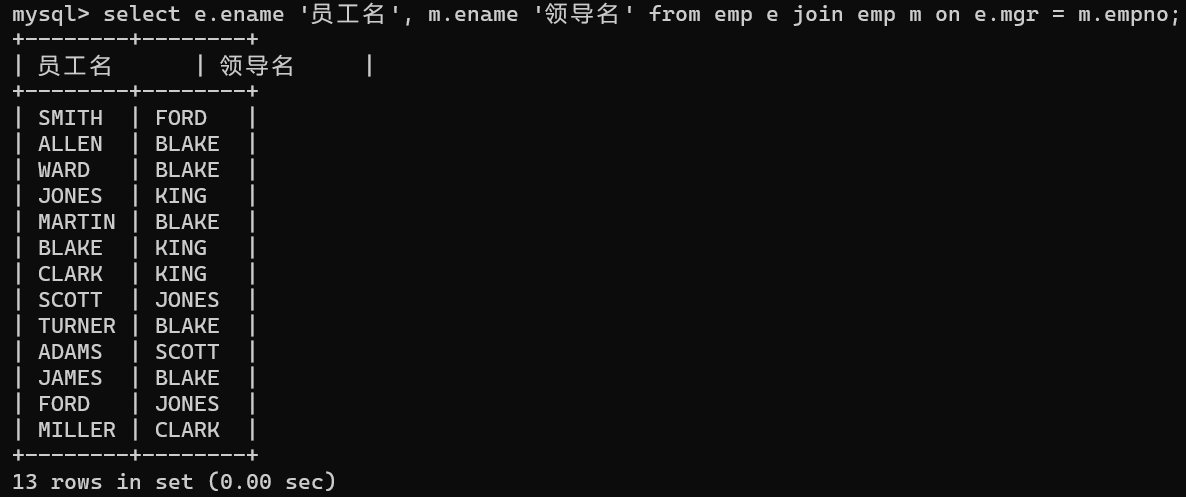 mysql> select e.ename '员工名', m.ename '领导名' from emp e join emp m on e.mgr = m.empno;
+--------+--------+
| 员工名      | 领导名     |
+--------+--------+
| SMITH  | FORD   |
| ALLEN  | BLAKE  |
| WARD   | BLAKE  |
| JONES  | KING   |
| MARTIN | BLAKE  |
| BLAKE  | KING   |
| CLARK  | KING   |
| SCOTT  | JONES  |
| TURNER | BLAKE  |
| ADAMS  | SCOTT  |
| JAMES  | BLAKE  |
| FORD   | JONES  |
| MILLER | CLARK  |
+--------+--------+
13 rows in set (0.00 sec)